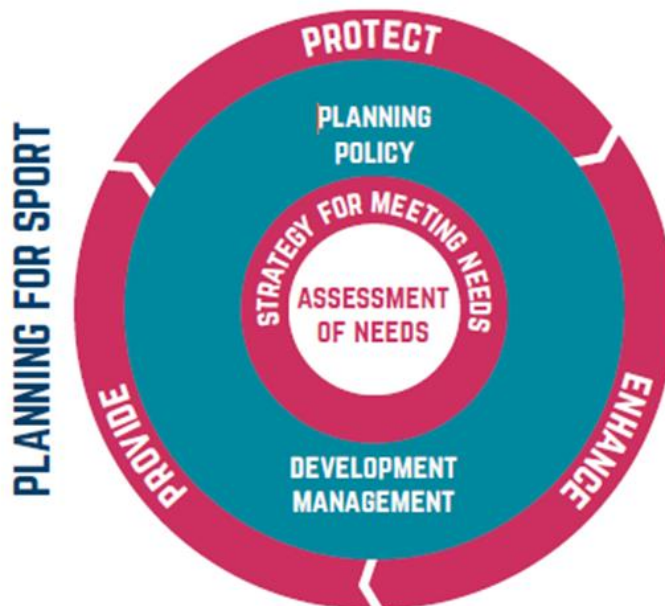 PLANNING FOR SPORT
PROTECT
PLANNING
POLICY
STRATEGY FOR MEETING NEEDS
ASSESSMENT
OF NEEDS
DEVELOPMENT
MANAGEMENT
PROVIDE
ENHANCE